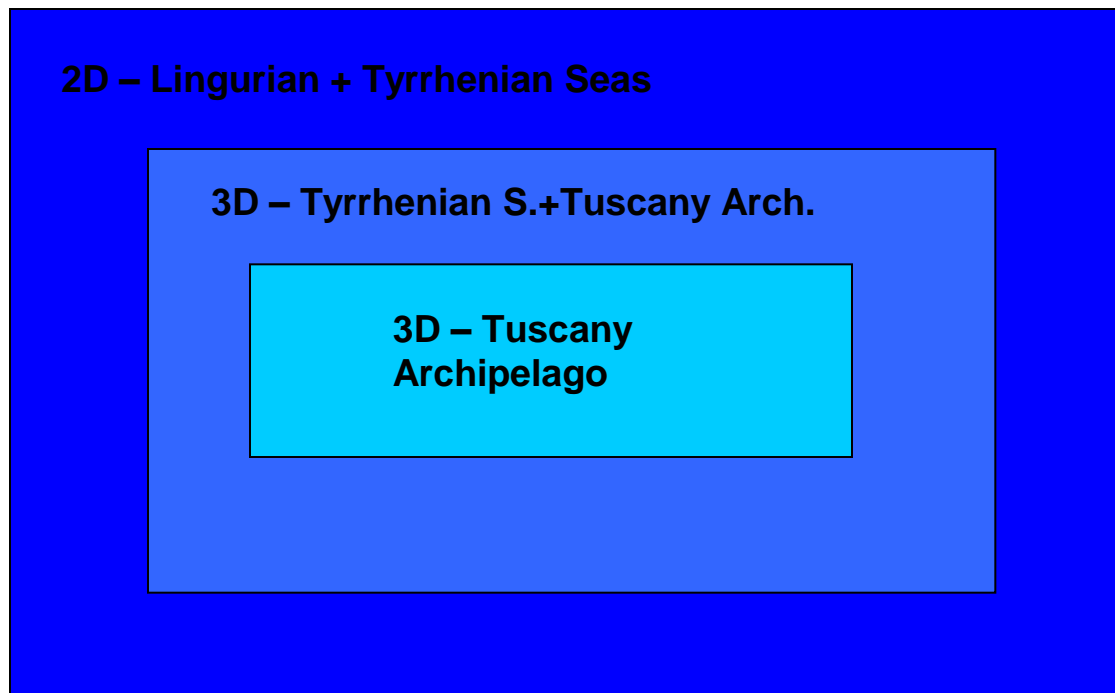 2D – Lingurian + Tyrrhenian Seas
3D – Tyrrhenian S.+Tuscany Arch.
3D – Tuscany
Archipelago